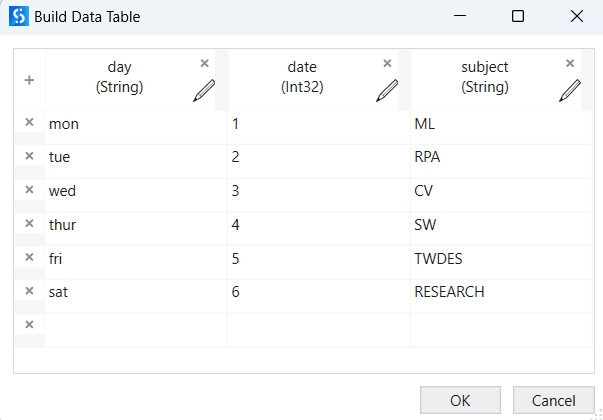 Build Data Table
day date subject
(String) (Int32) (String)
mon 1 ML
tue 2 RPA
wed 3 CV
thur 4 SW
fri 5 TWDES
sat 6 RESEARCH
OK Cancel